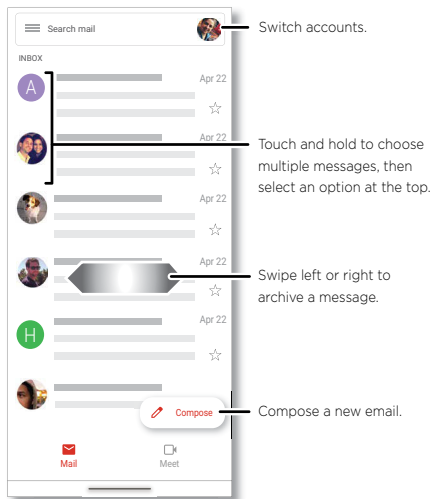 Search mail
Switch accounts.
INBOX
A
Apr 22
Apr 22
Touch and hold to choose
multiple messages, then
select an option at the top.
Apr 22
Apr 22
Swipe left or right to
archive a message.
H
Apr 22
Compose
Compose a new email.
Mail
Meet